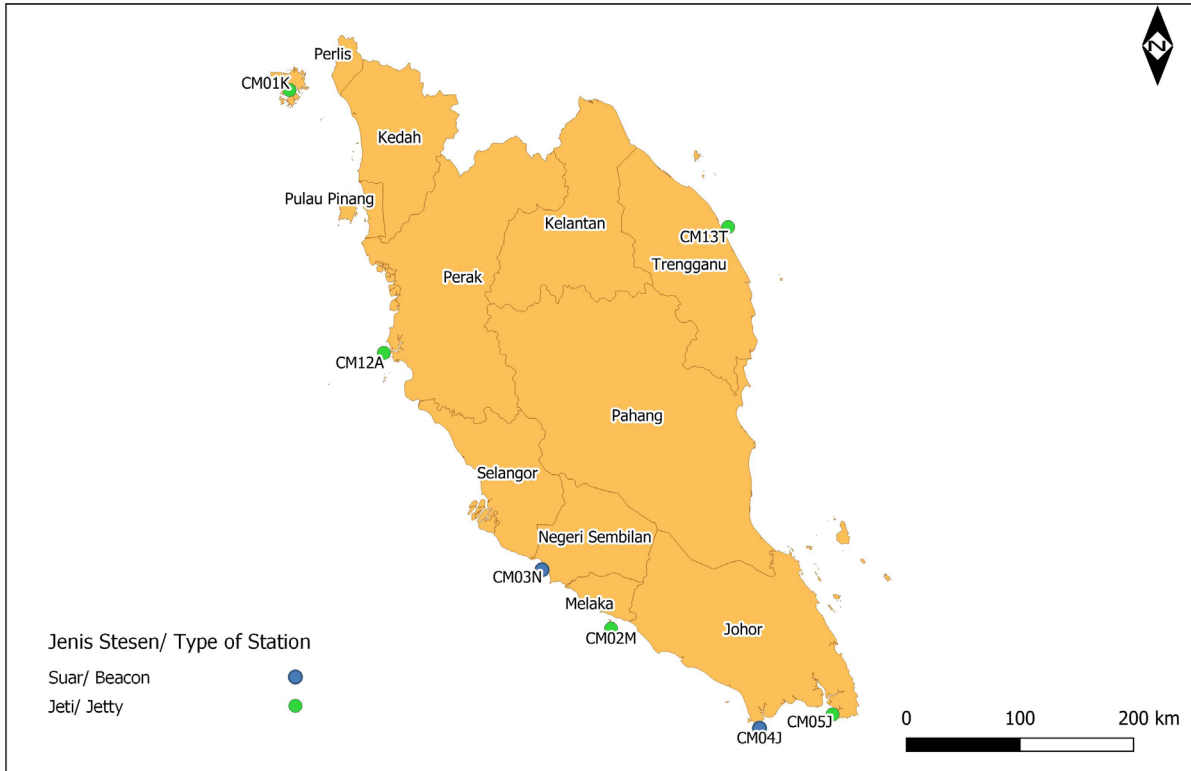 N
Perlis
CM01K
Kedah
Pulau Pinang
Kelantan
CM13T
Trengganu
Perak
CM12A
Pahang
Selangor
Negeri Sembilan
CM03N
Melaka
CM02M
Johor
CM05J
CM04J
Jenis Stesen/ Type of Station
Suar/ Beacon
Jeti/ Jetty
0 100 200 km